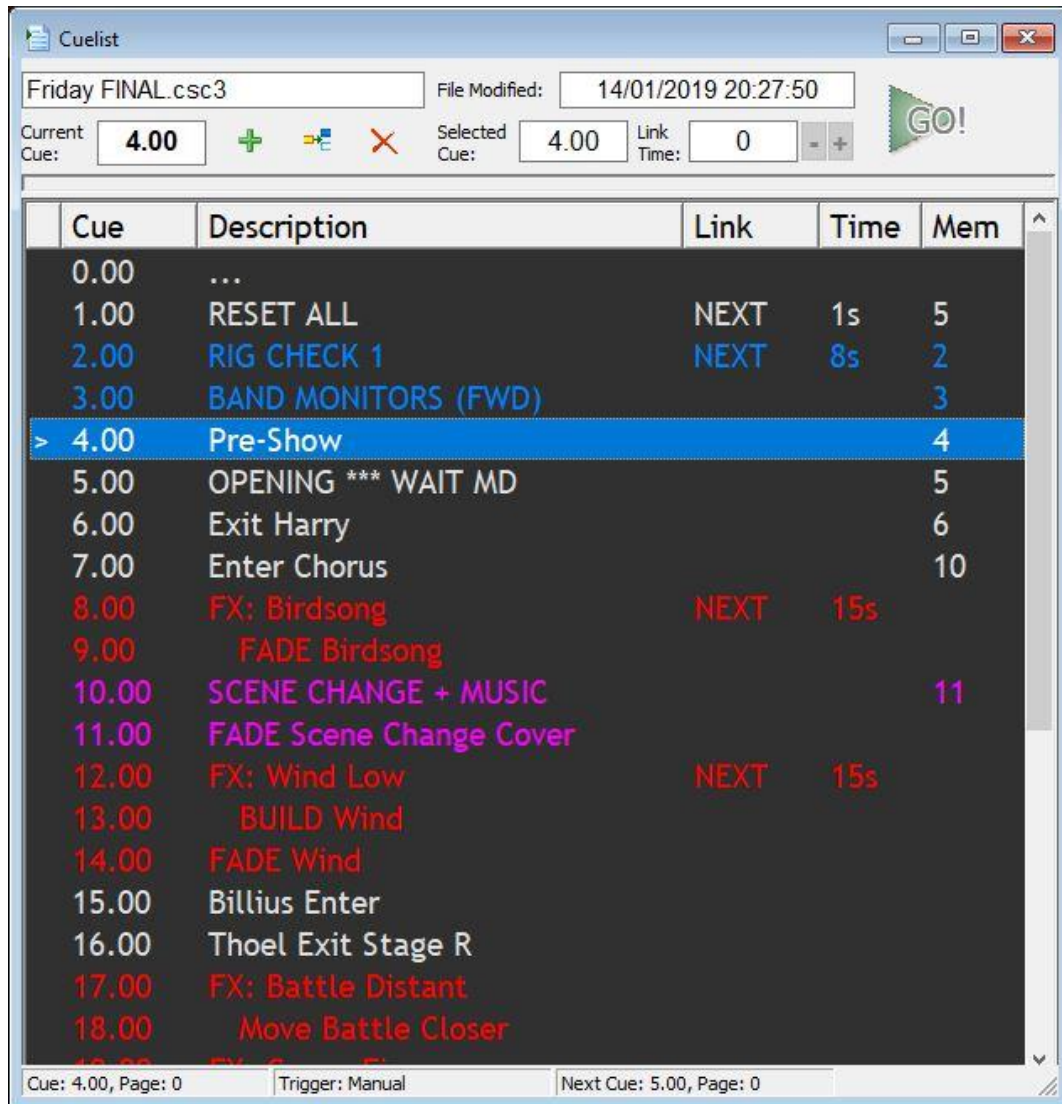 Cuelist
Friday FINAL.csc3 File Modified: 14/01/2019 20:27:50
Current Cue: 4.00 Selected Cue: 4.00 Link Time: 0 - + GO!
Cue Description Link Time Mem
0.00 ...
1.00 RESET ALL NEXT 1s 5
2.00 RIG CHECK 1 NEXT 8s 2
3.00 BAND MONITORS (FWD) 3
> 4.00 Pre-Show 4
5.00 OPENING *** WAIT MD 5
6.00 Exit Harry 6
7.00 Enter Chorus 10
8.00 FX: Birdsong NEXT 15s
9.00 FADE Birdsong
10.00 SCENE CHANGE + MUSIC 11
11.00 FADE Scene Change Cover
12.00 FX: Wind Low NEXT 15s
13.00 BUILD Wind
14.00 FADE Wind
15.00 Billius Enter
16.00 Thoel Exit Stage R
17.00 FX: Battle Distant
18.00 Move Battle Closer
Cue: 4.00, Page: 0 Trigger: Manual Next Cue: 5.00, Page: 0